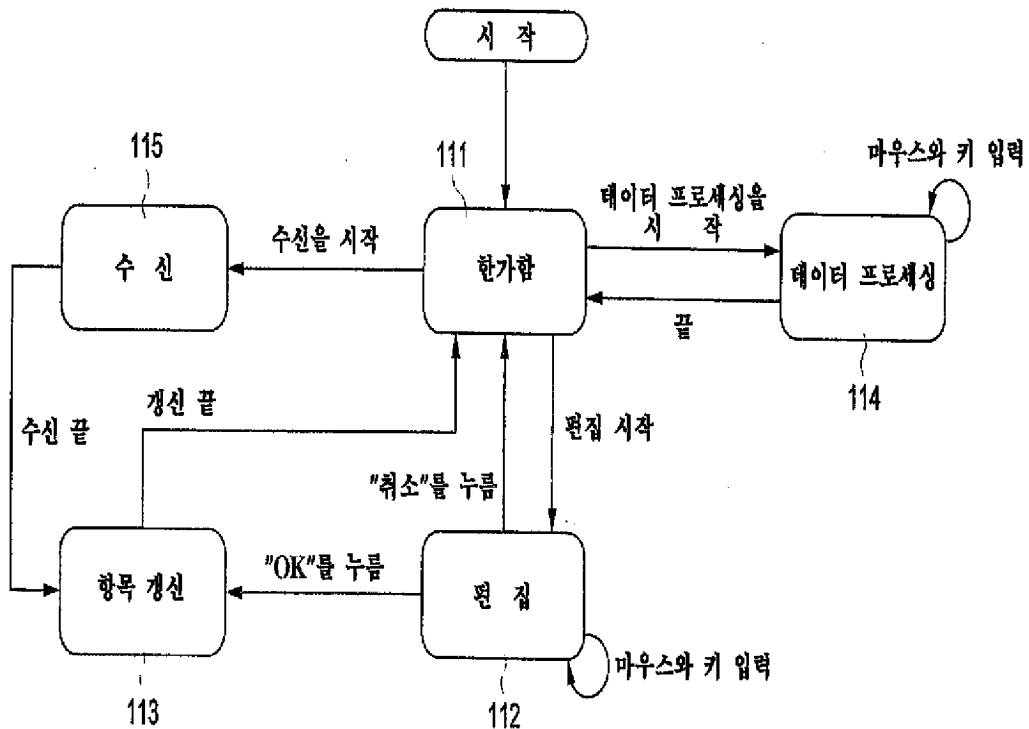 시 작
115
111
마우스와 키 입력
데이터 프로세싱을
시 작
수신을 시작
수 신
한가함
데이터 프로세싱
끝
114
갱신 끝
수신 끝
편집 시작
"취소"를 누름
"OK"를 누름
항목 갱신
편 집
마우스와 키 입력
113
112